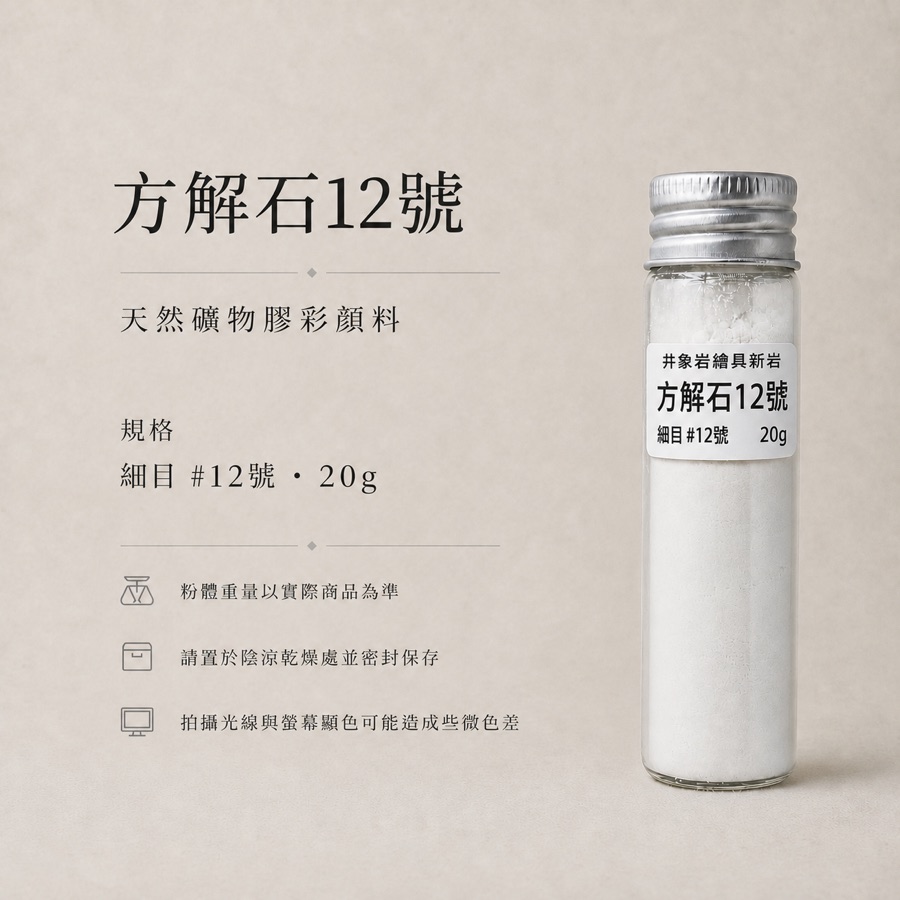 方解石12號
天然礦物膠彩顏料
規格
細目 #12號・20g
粉體重量以實際商品為準
請置於陰涼乾燥處並密封保存
拍攝光線與螢幕顯色可能造成些微色差
井象岩繪具新岩
方解石12號
細目 #12號 20g